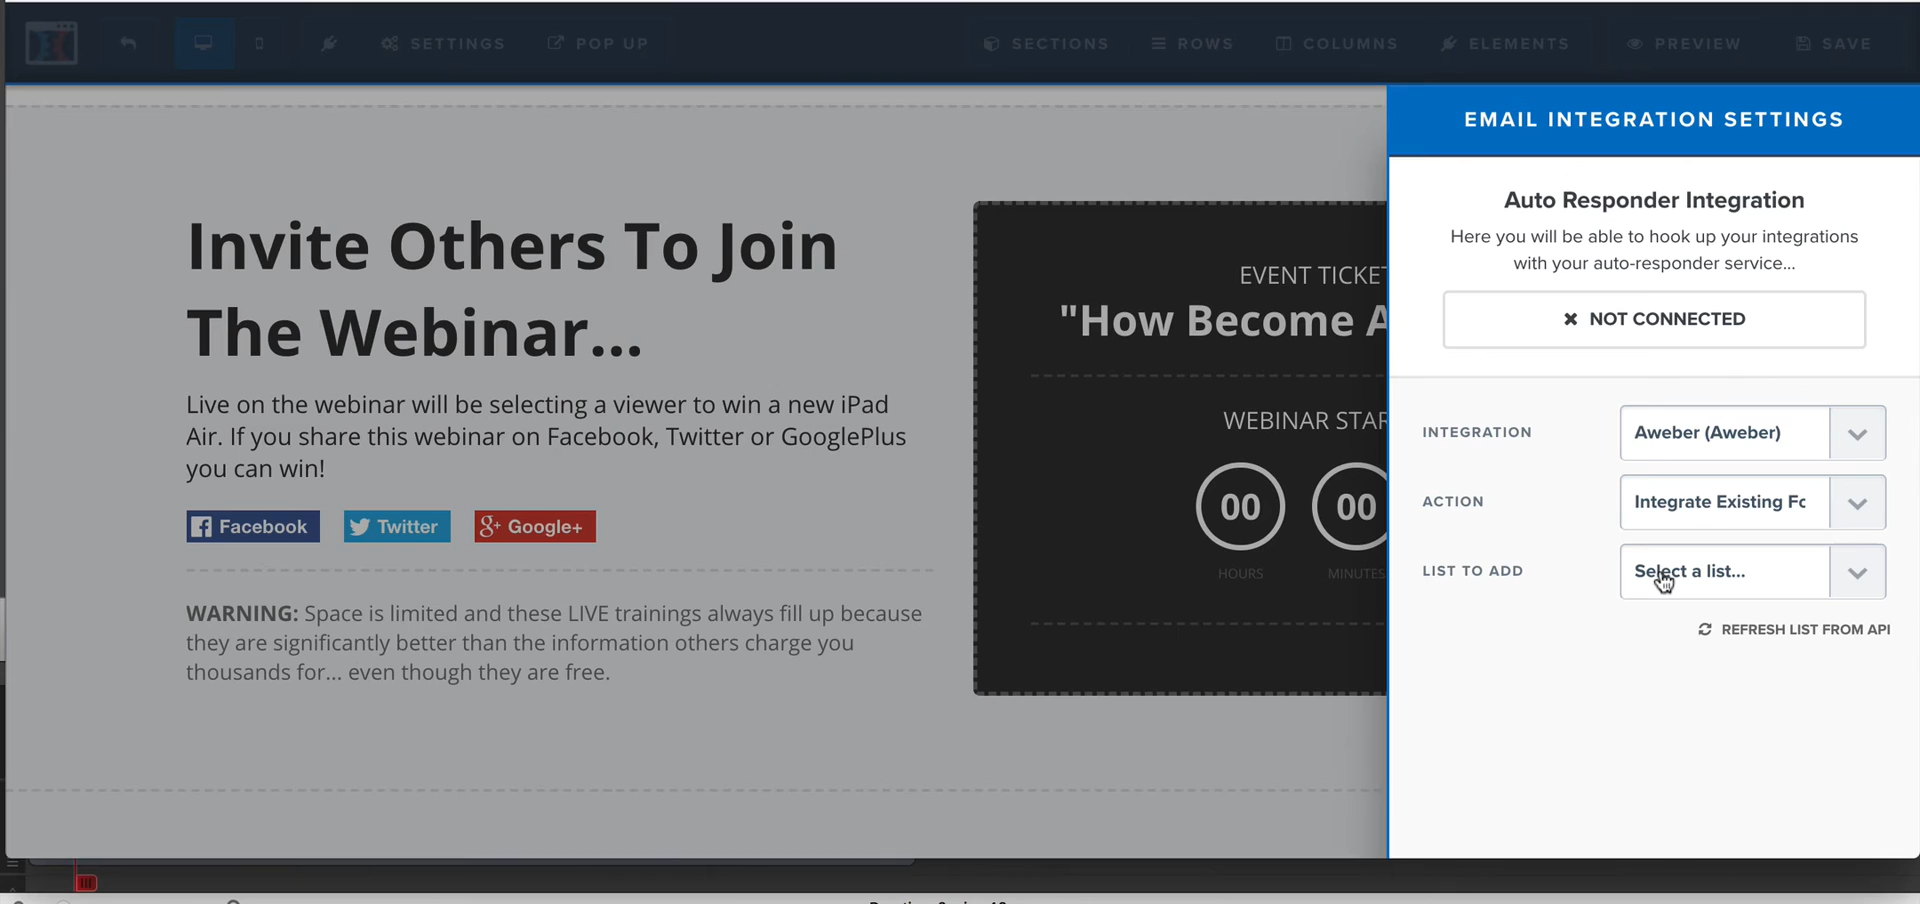 SETTINGS
POP UP
SECTIONS
ROWS
COLUMNS
ELEMENTS
PREVIEW
SAVE
Invite Others To Join
The Webinar...
Live on the webinar will be selecting a viewer to win a new iPad
Air. If you share this webinar on Facebook, Twitter or GooglePlus
you can win!
Facebook
Twitter
Google+
WARNING: Space is limited and these LIVE trainings always fill up because
they are significantly better than the information others charge you
thousands for... even though they are free.
EVENT TICKET
"How Become A
WEBINAR STAR
00
00
HOURS
MINUTES
EMAIL INTEGRATION SETTINGS
Auto Responder Integration
Here you will be able to hook up your integrations
with your auto-responder service...
NOT CONNECTED
INTEGRATION
Aweber (Aweber)
ACTION
Integrate Existing Fo
LIST TO ADD
Select a list...
REFRESH LIST FROM API